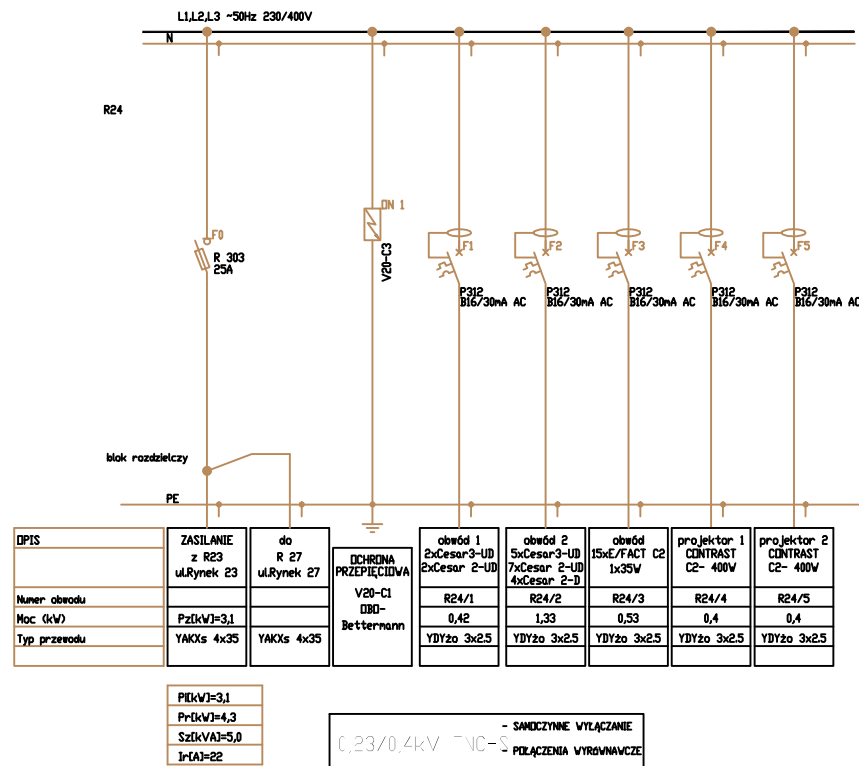 L1,L2,L3 ~50Hz 230/400V
N
R24
F0
R 303
25A
ON 1
V20-C3
F1
P312
B16/30mA AC
F2
P312
B16/30mA AC
F3
P312
B16/30mA AC
F4
P312
B16/30mA AC
F5
P312
B16/30mA AC
blok rozdzielczy
PE
OPIS
ZASILANIE
z R23
ul.Rynek 23
do
R 27
ul.Rynek 27
OCHRONA
PRZEPIĘCIOWA
V20-C1
OBO-
Bettermann
obwód 1
2xCesar3-UD
2xCesar 2-UD
obwód 2
5xCesar3-UD
7xCesar 2-UD
4xCesar 2-D
obwód
15xE/FACT C2
1x35W
projektor 1
CONTRAST
C2- 400W
projektor 2
CONTRAST
C2- 400W
Numer obwodu
R24/1
R24/2
R24/3
R24/4
R24/5
Moc (kW)
Pz[kW]=3,1
0,42
1,33
0,53
0,4
0,4
Typ przewodu
YAKXs 4x35
YAKXs 4x35
YDYżo 3x2.5
YDYżo 3x2.5
YDYżo 3x2.5
YDYżo 3x2.5
YDYżo 3x2.5
Pi[kW]=3,1
Pr[kW]=4,3
Sz[kVA]=5,0
Ir[A]=22
0,23/0,4kV TNC-S
- SAMOCZYNNE WYŁĄCZANIE
- POŁĄCZENIA WYRÓWNAWCZE